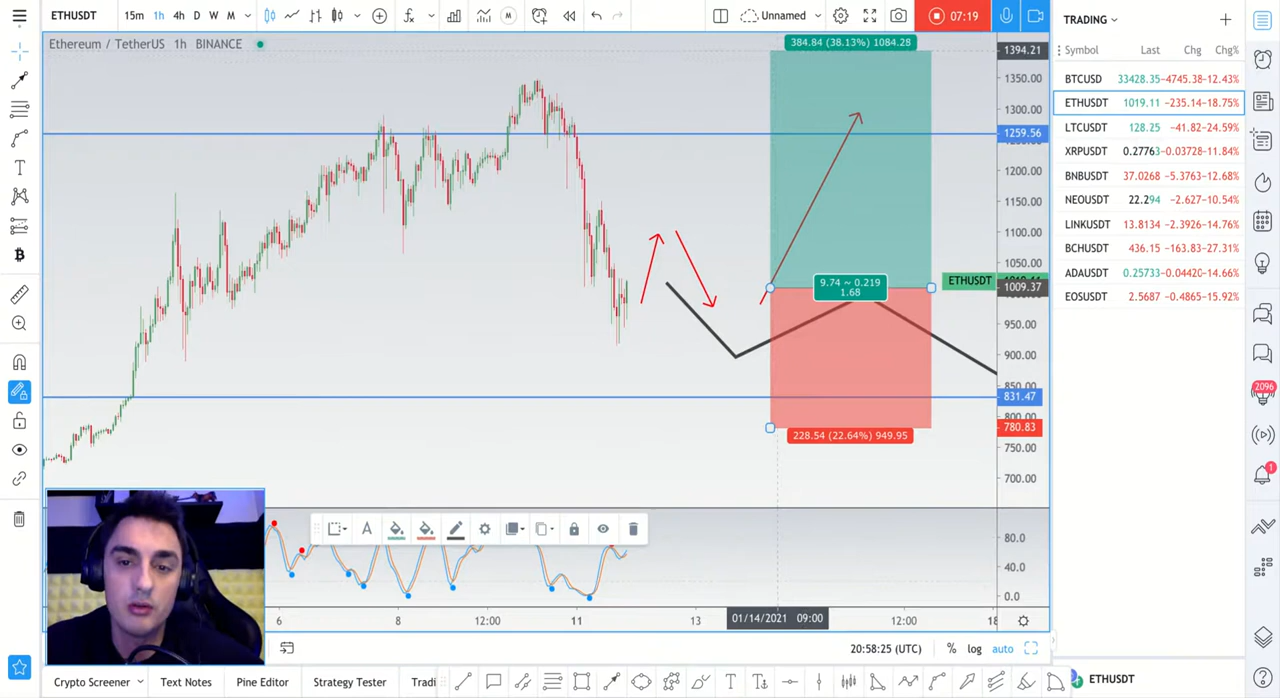 ETHUSDT 15m 1h 4h D W M Unnamed 07:19 TRADING
Ethereum / TetherUS 1h BINANCE
384.84 (38.13%) 1084.28
1394.21
1350.00
1300.00
1259.56
1200.00
1150.00
1100.00
1050.00
ETHUSDT
1009.37
9.74 ~ 0.219
1.68
950.00
900.00
850.00
831.47
800.00
780.83
228.54 (22.64%) 949.95
750.00
700.00
80.0
40.0
0.0
6 8 12:00 11 13 01/14/2021 09:00 12:00 18
20:58:25 (UTC) % log auto
Crypto Screener Text Notes Pine Editor Strategy Tester Tradi
Symbol Last Chg Chg%
BTCUSD 33428.35 -4745.38 -12.43%
ETHUSDT 1019.11 -235.14 -18.75%
LTCUSDT 128.25 -41.82 -24.59%
XRPUSDT 0.27763 -0.03728 -11.84%
BNBUSDT 37.0268 -5.3763 -12.68%
NEOUSDT 22.294 -2.627 -10.54%
LINKUSDT 13.8134 -2.3926 -14.76%
BCHUSDT 436.15 -163.83 -27.31%
ADAUSDT 0.25733 -0.04420 -14.66%
EOSUSDT 2.5687 -0.4865 -15.92%
2096
1
ETHUSDT